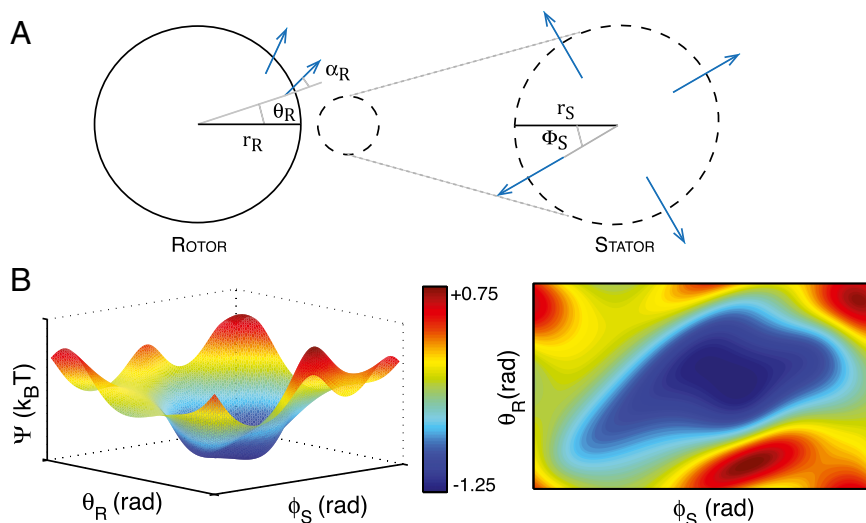 A
α_R
θ_R
r_R
r_S
Φ_S
ROTOR
STATOR
B
Ψ (k_BT)
θ_R (rad)
ϕ_S (rad)
+0.75
-1.25
θ_R(rad)
ϕ_S (rad)